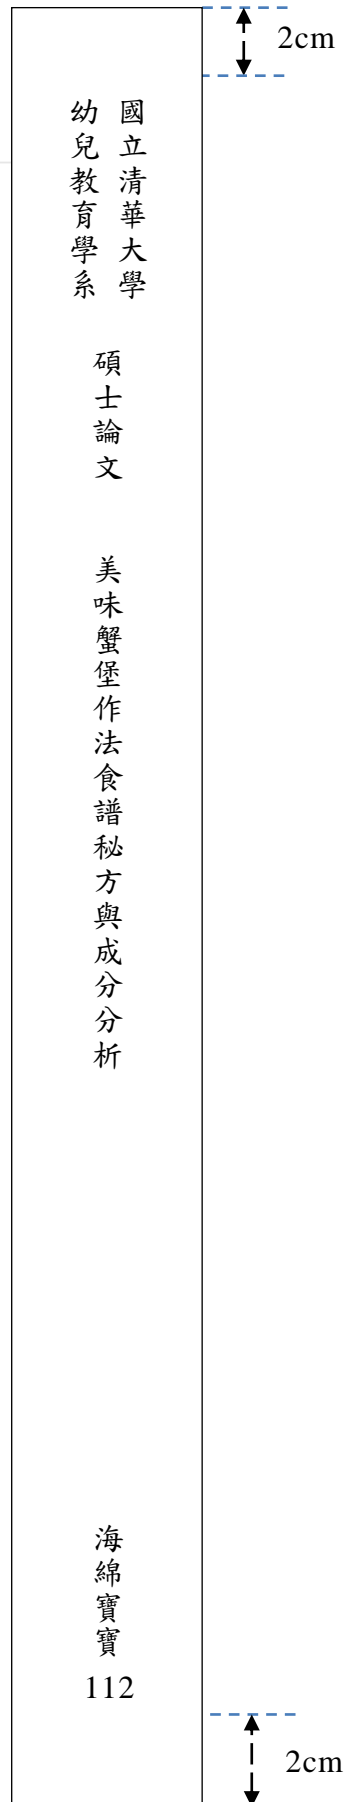 2cm
國立清華大學
幼兒教育學系
碩士論文
美味蟹堡作法食譜秘方與成分分析
海綿寶寶
112
2cm